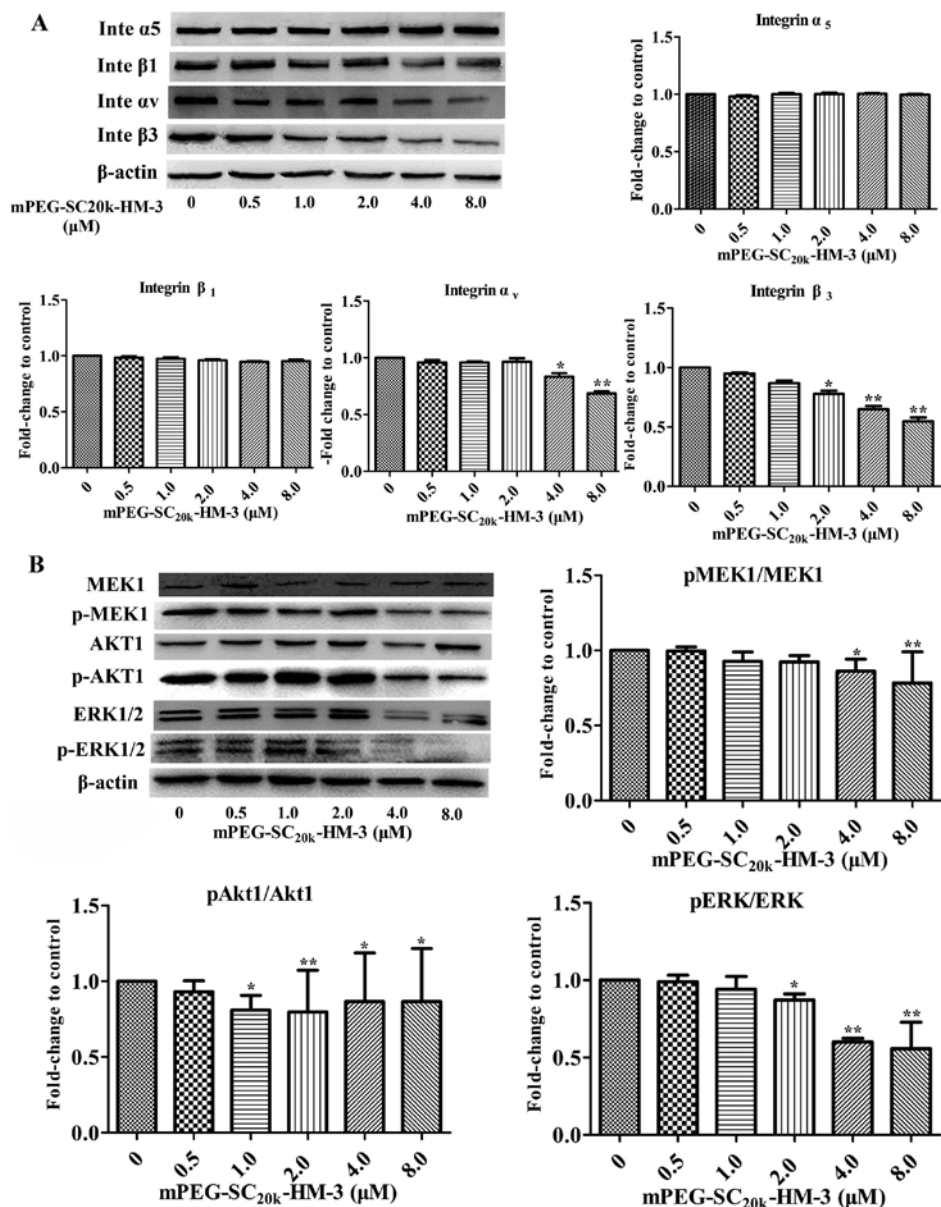 A
Inte α5
Inte β1
Inte αv
Inte β3
β-actin
mPEG-SC20k-HM-3
(μM)
0 0.5 1.0 2.0 4.0 8.0
Integrin α5
Fold-change to control
1.5
1.0
0.5
0.0
0 0.5 1.0 2.0 4.0 8.0
mPEG-SC20k-HM-3 (μM)
Integrin β1
Fold-change to control
1.5
1.0
0.5
0.0
0 0.5 1.0 2.0 4.0 8.0
mPEG-SC20k-HM-3 (μM)
Integrin αv
-Fold change to control
1.5
1.0
0.5
0.0
* **
0 0.5 1.0 2.0 4.0 8.0
mPEG-SC20k-HM-3 (μM)
Integrin β3
Fold-change to control
1.5
1.0
0.5
0.0
* ** **
0 0.5 1.0 2.0 4.0 8.0
mPEG-SC20k-HM-3 (μM)
B
MEK1
p-MEK1
AKT1
p-AKT1
ERK1/2
p-ERK1/2
β-actin
0 0.5 1.0 2.0 4.0 8.0
mPEG-SC20k-HM-3 (μM)
pMEK1/MEK1
Fold-change to control
1.5
1.0
0.5
0.0
* **
0 0.5 1.0 2.0 4.0 8.0
mPEG-SC20k-HM-3 (μM)
pAkt1/Akt1
Fold-change to control
1.5
1.0
0.5
0.0
* ** * *
0 0.5 1.0 2.0 4.0 8.0
mPEG-SC20k-HM-3 (μM)
pERK/ERK
Fold-change to control
1.5
1.0
0.5
0.0
* ** **
0 0.5 1.0 2.0 4.0 8.0
mPEG-SC20k-HM-3 (μM)